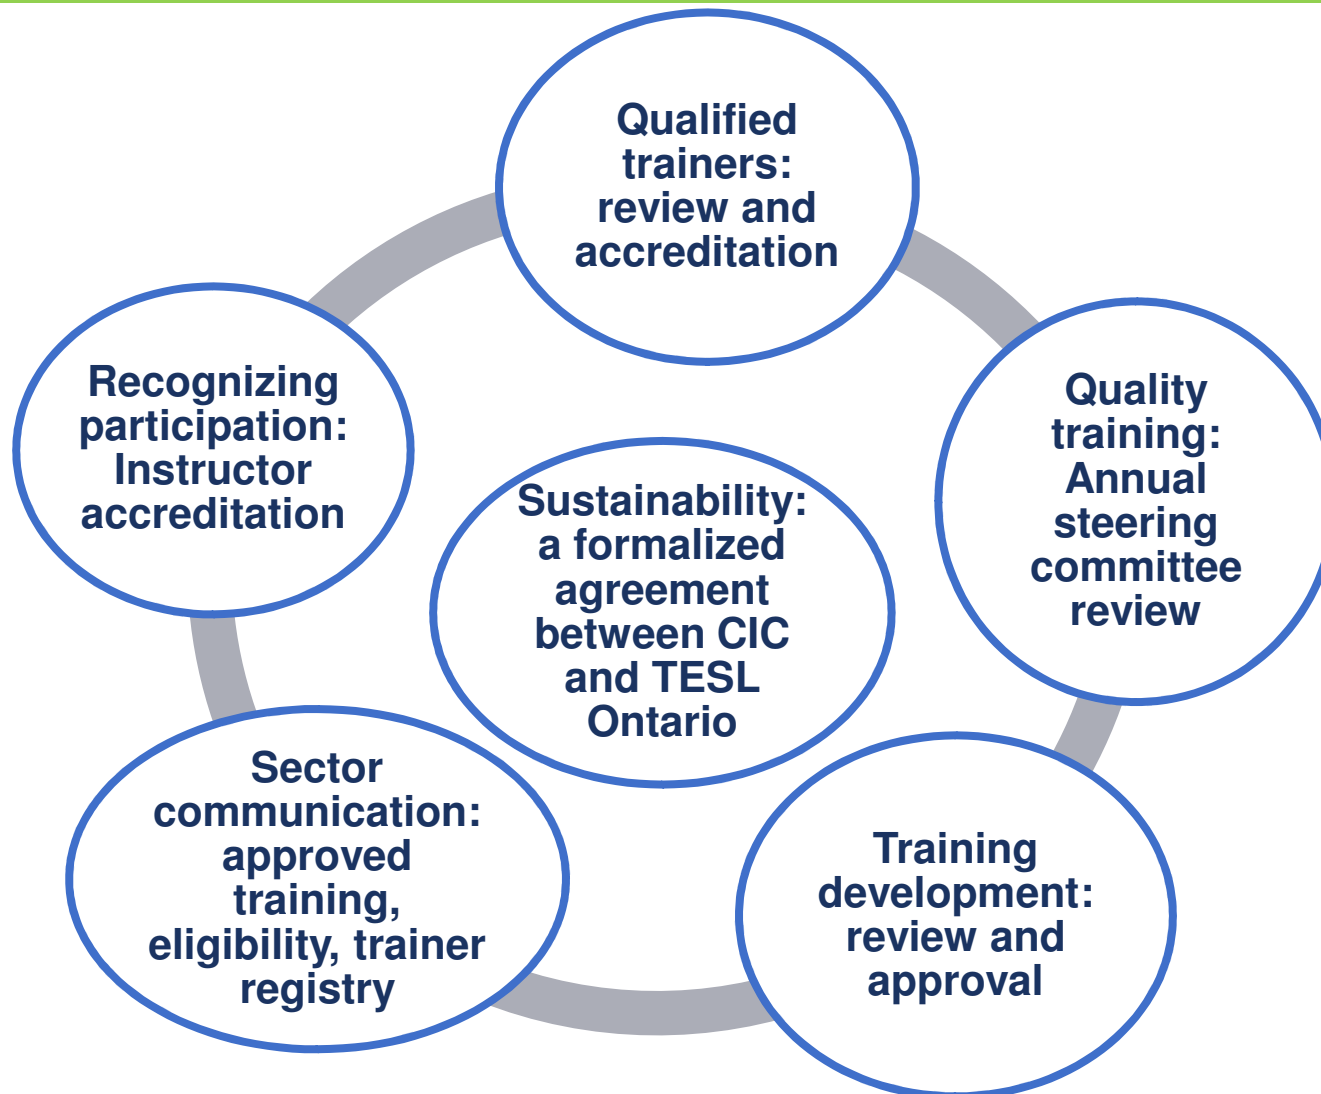 Qualified
trainers:
review and
accreditation
Recognizing
participation:
Instructor
accreditation
Quality
training:
Annual
steering
committee
review
Sustainability:
a formalized
agreement
between CIC
and TESL
Ontario
Sector
communication:
approved
training,
eligibility, trainer
registry
Training
development:
review and
approval